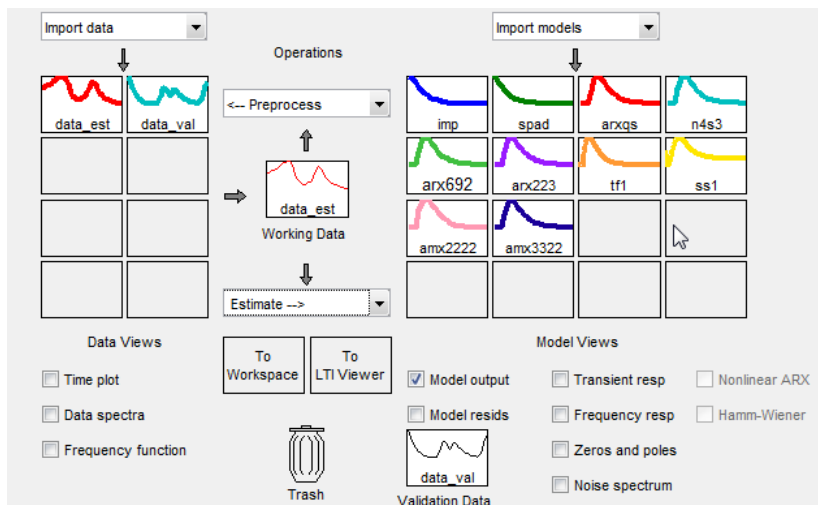 Import data
Import models
Operations
data_est
data_val
<-- Preprocess
imp
spad
arxqs
n4s3
arx692
arx223
tf1
ss1
data_est
Working Data
amx2222
amx3322
Estimate -->
Data Views
Model Views
To
Workspace
To
LTI Viewer
Time plot
Model output
Transient resp
Nonlinear ARX
Data spectra
Model resids
Frequency resp
Hamm-Wiener
Frequency function
Zeros and poles
data_val
Trash
Noise spectrum
Validation Data